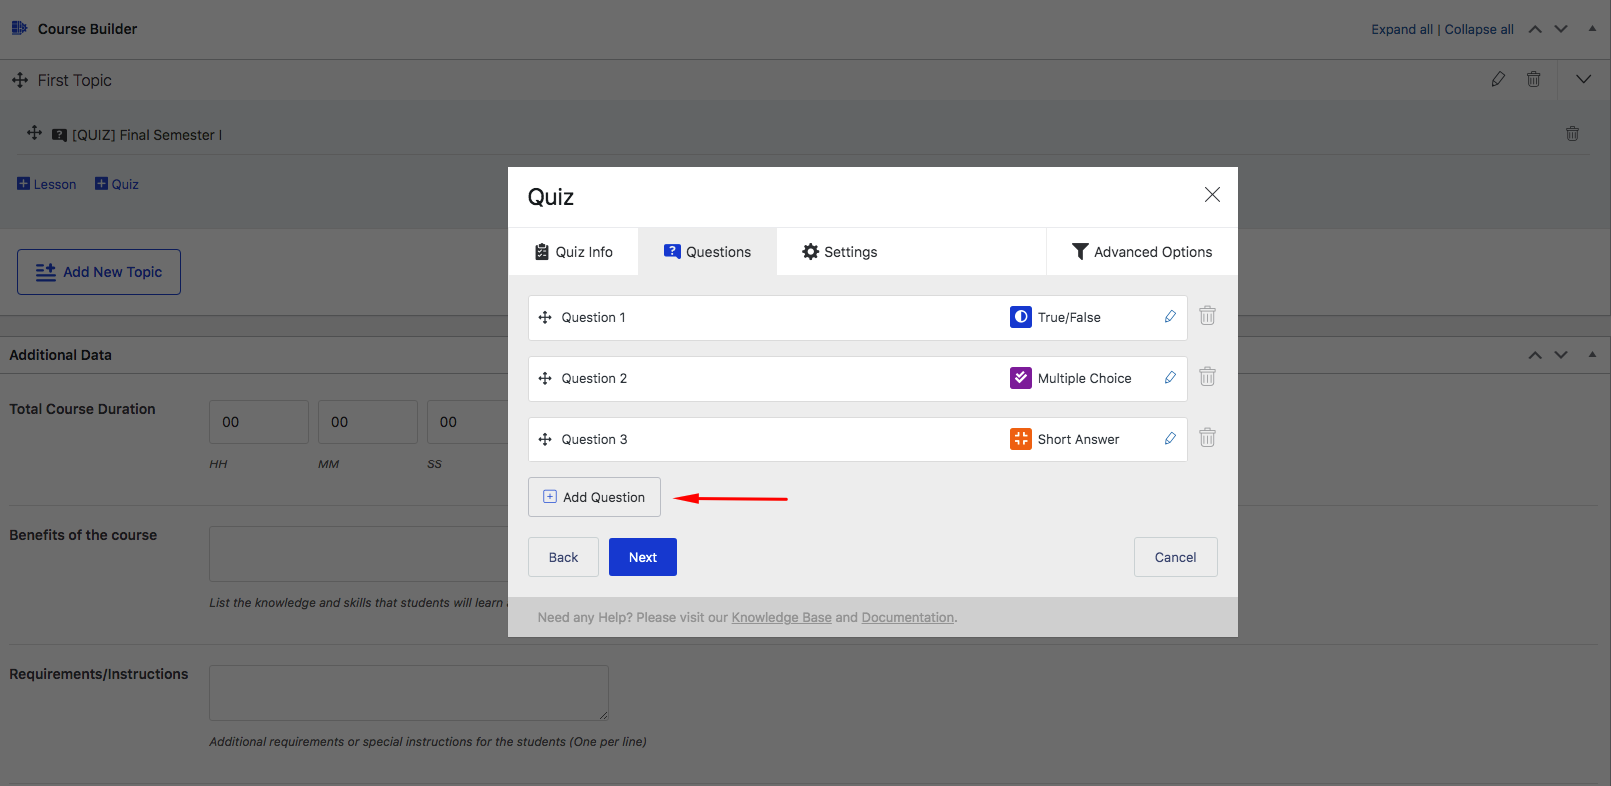 Course Builder
Expand all | Collapse all
First Topic
[QUIZ] Final Semester I
Lesson Quiz
Add New Topic
Quiz
Quiz Info Questions Settings Advanced Options
Question 1 True/False
Question 2 Multiple Choice
Question 3 Short Answer
Add Question
Back Next Cancel
Need any Help? Please visit our Knowledge Base and Documentation.
Additional Data
Total Course Duration
00 00 00
HH MM SS
Benefits of the course
List the knowledge and skills that students will learn
Requirements/Instructions
Additional requirements or special instructions for the students (One per line)